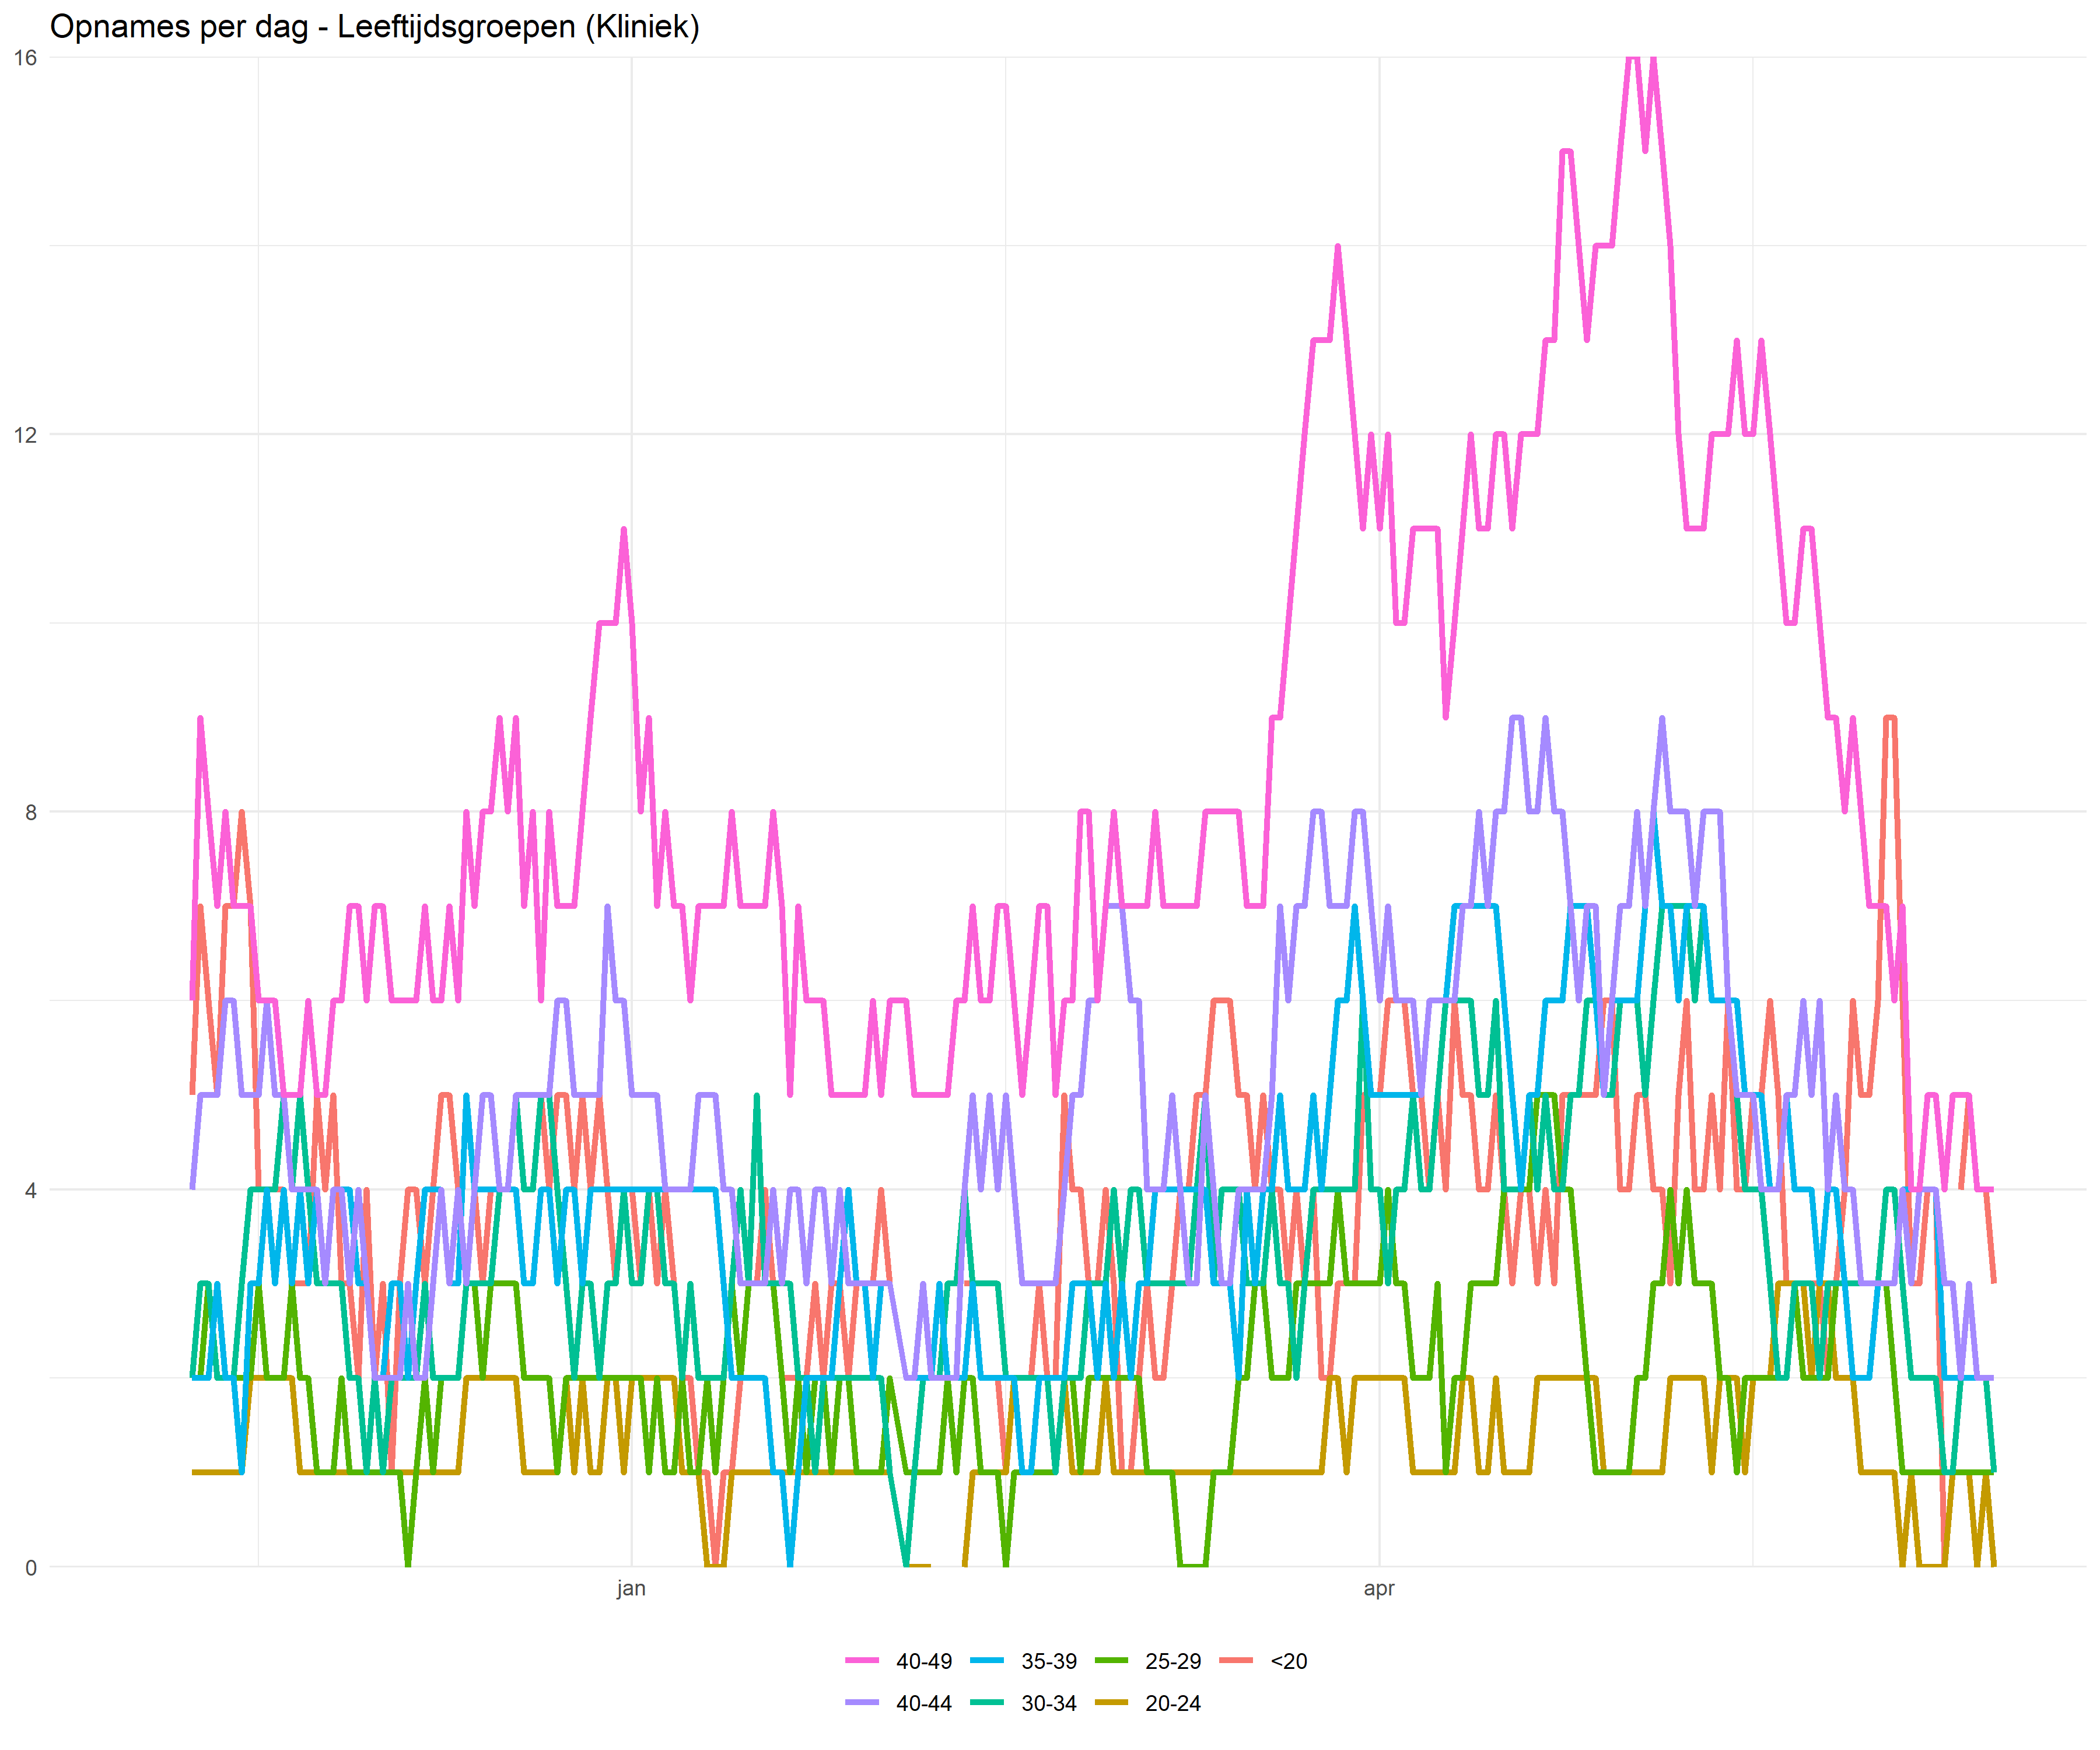 Opnames per dag - Leeftijdsgroepen (Kliniek)
16
12
8
4
0
jan apr
40-49 35-39 25-29 <20
40-44 30-34 20-24